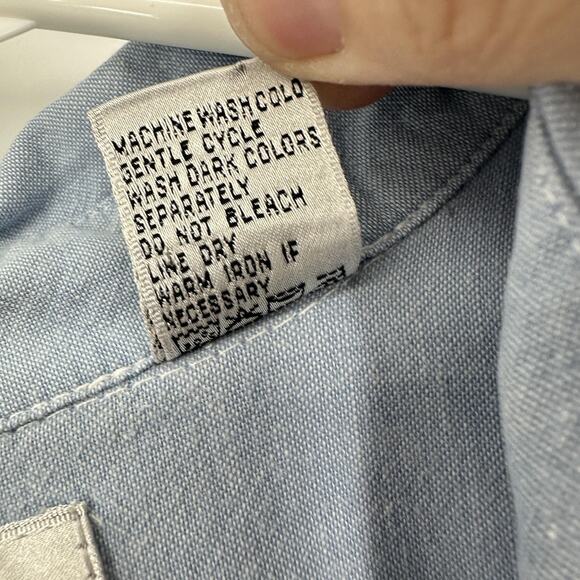 MACHINE WASH COLD
GENTLE CYCLE
WASH DARK COLORS
SEPARATELY
DO NOT BLEACH
LINE DRY
WARM IRON IF
NECESSARY